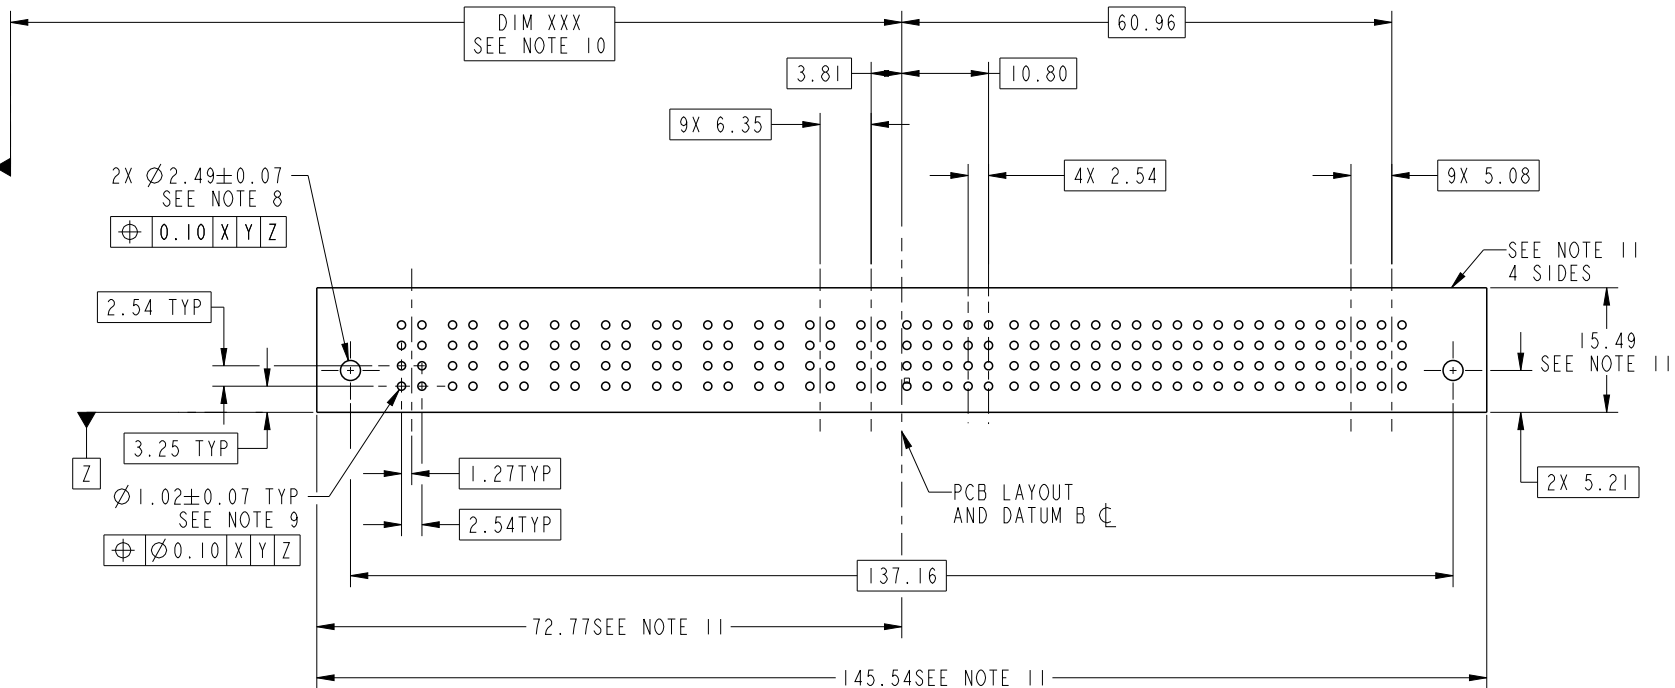 DIM XXX
SEE NOTE 10
60.96
3.81
10.80
9X 6.35
4X 2.54
9X 5.08
2X ∅2.49±0.07
SEE NOTE 8
⌖ 0.10 X Y Z
SEE NOTE 11
4 SIDES
2.54 TYP
15.49
SEE NOTE 11
3.25 TYP
Z
1.27TYP
2X 5.21
∅1.02±0.07 TYP
SEE NOTE 9
PCB LAYOUT
AND DATUM B ℄
2.54TYP
⌖ ∅0.10 X Y Z
137.16
72.77SEE NOTE 11
145.54SEE NOTE 11